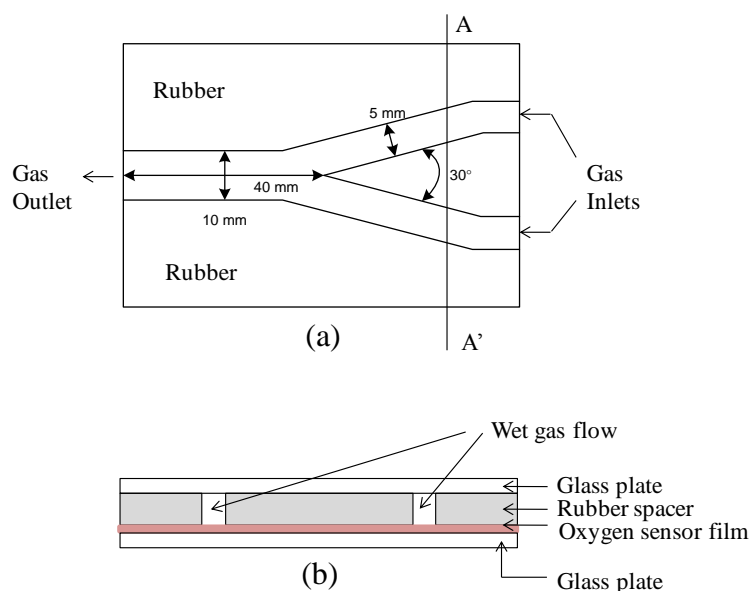 A
Rubber
5 mm
Gas
Outlet
30°
Gas
Inlets
40 mm
10 mm
Rubber
(a)
A’
Wet gas flow
Glass plate
Rubber spacer
Oxygen sensor film
(b)
Glass plate